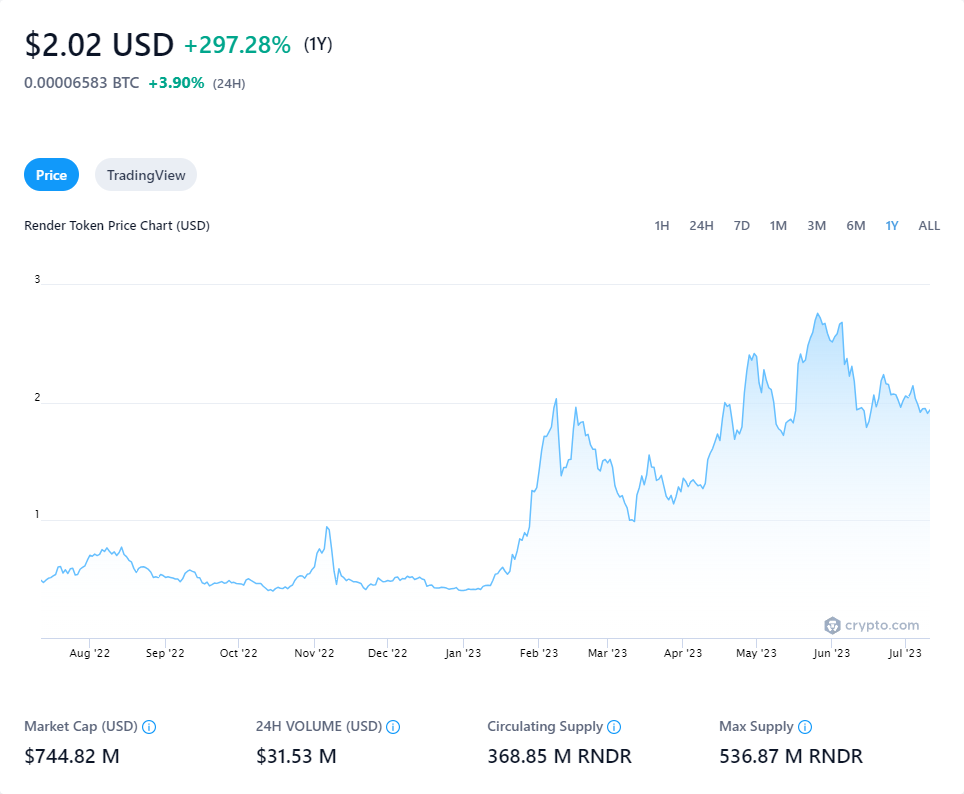 $2.02 USD +297.28% (1Y)
0.00006583 BTC +3.90% (24H)
Price TradingView
Render Token Price Chart (USD) 1H 24H 7D 1M 3M 6M 1Y ALL
3
2
1
crypto.com
Aug '22 Sep '22 Oct '22 Nov '22 Dec '22 Jan '23 Feb '23 Mar '23 Apr '23 May '23 Jun '23 Jul '23
Market Cap (USD) 24H VOLUME (USD) Circulating Supply Max Supply
$744.82 M $31.53 M 368.85 M RNDR 536.87 M RNDR